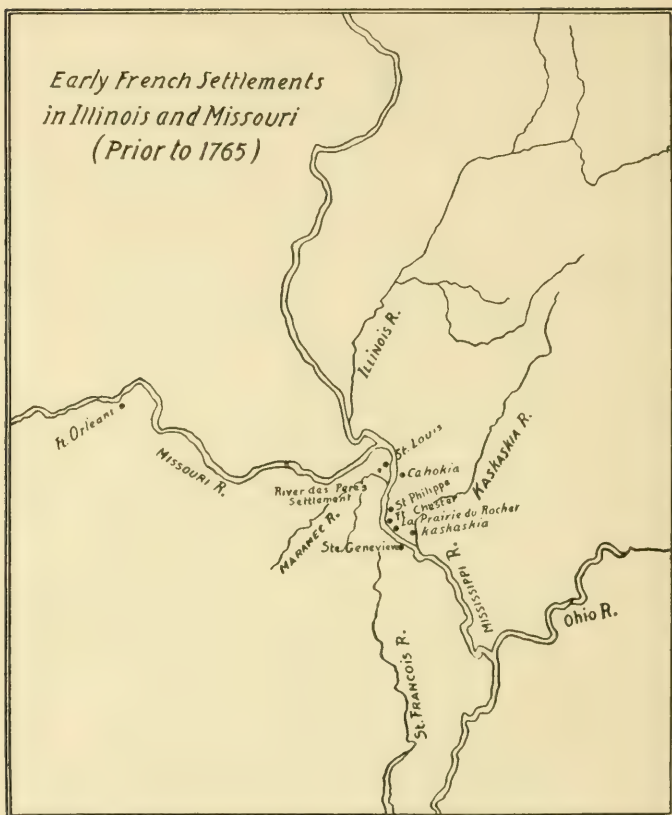 Early French Settlements
in Illinois and Missouri
(Prior to 1765)
ILLINOIS R.
Ft. Orleans
MISSOURI R.
St. Louis
Cahokia
KASKASKIA R.
River des Peres
Settlement
St Philippe
Ft. Chaster
La Prairie du Rocher
Kaskaskia
MARAMEC R.
Ste Genevieve
MISSISSIPPI R.
Ohio R.
St. FRANCOIS R.